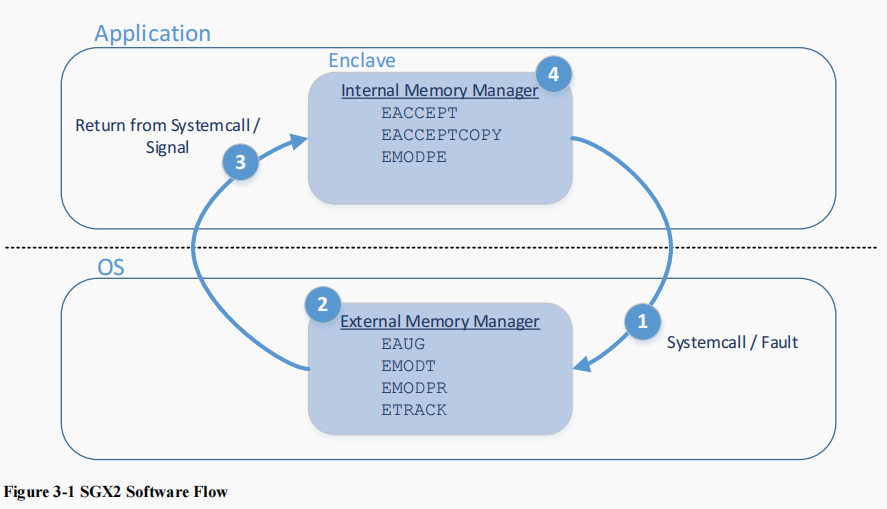 Application
Enclave
4
Internal Memory Manager
EACCEPT
EACCEPTCOPY
EMODPE
Return from Systemcall /
Signal
3
OS
2
External Memory Manager
EAUG
EMODT
EMODPR
ETRACK
1
Systemcall / Fault
Figure 3-1 SGX2 Software Flow